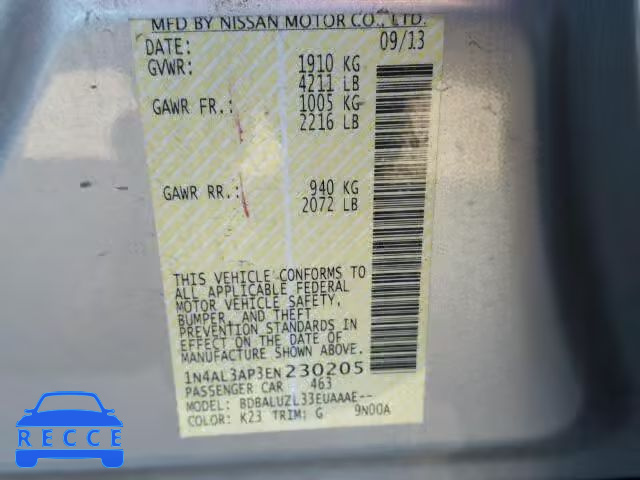 MFD BY NISSAN MOTOR CO., LTD.
DATE: 09/13
GVWR: 1910 KG
4211 LB
GAWR FR.: 1005 KG
2216 LB
GAWR RR.: 940 KG
2072 LB
THIS VEHICLE CONFORMS TO
ALL APPLICABLE FEDERAL
MOTOR VEHICLE SAFETY,
BUMPER, AND THEFT
PREVENTION STANDARDS IN
EFFECT ON THE DATE OF
MANUFACTURE SHOWN ABOVE.
1N4AL3AP3EN230205
PASSENGER CAR 463
MODEL: BDBALUZL33EUAAAE--
COLOR: K23 TRIM: G 9N00A
RECCE